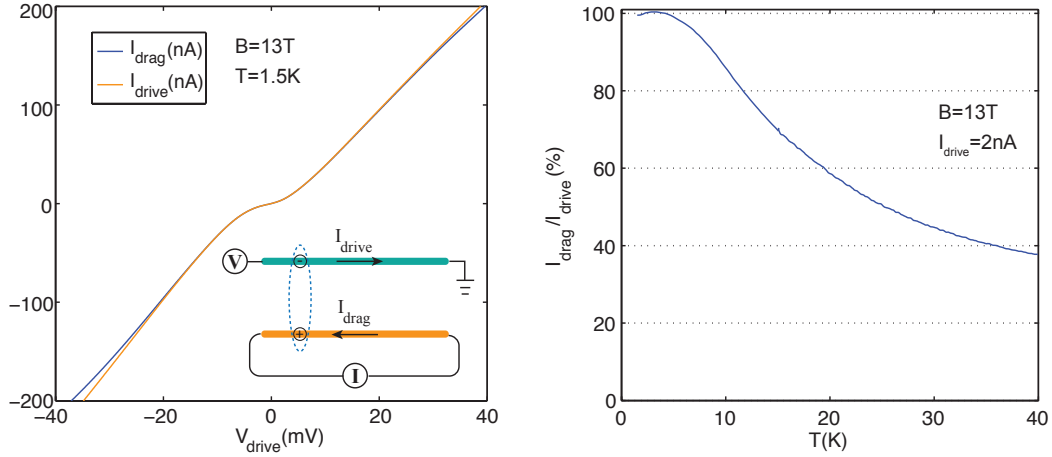 200
100
0
−100
−200
−40
−20
0
20
40
V_drive(mV)
I_drag(nA)
I_drive(nA)
B=13T
T=1.5K
I_drive
V
-
I_drag
+
I
100
80
60
40
20
0
0
10
20
30
40
T(K)
I_drag/I_drive(%)
B=13T
I_drive=2nA